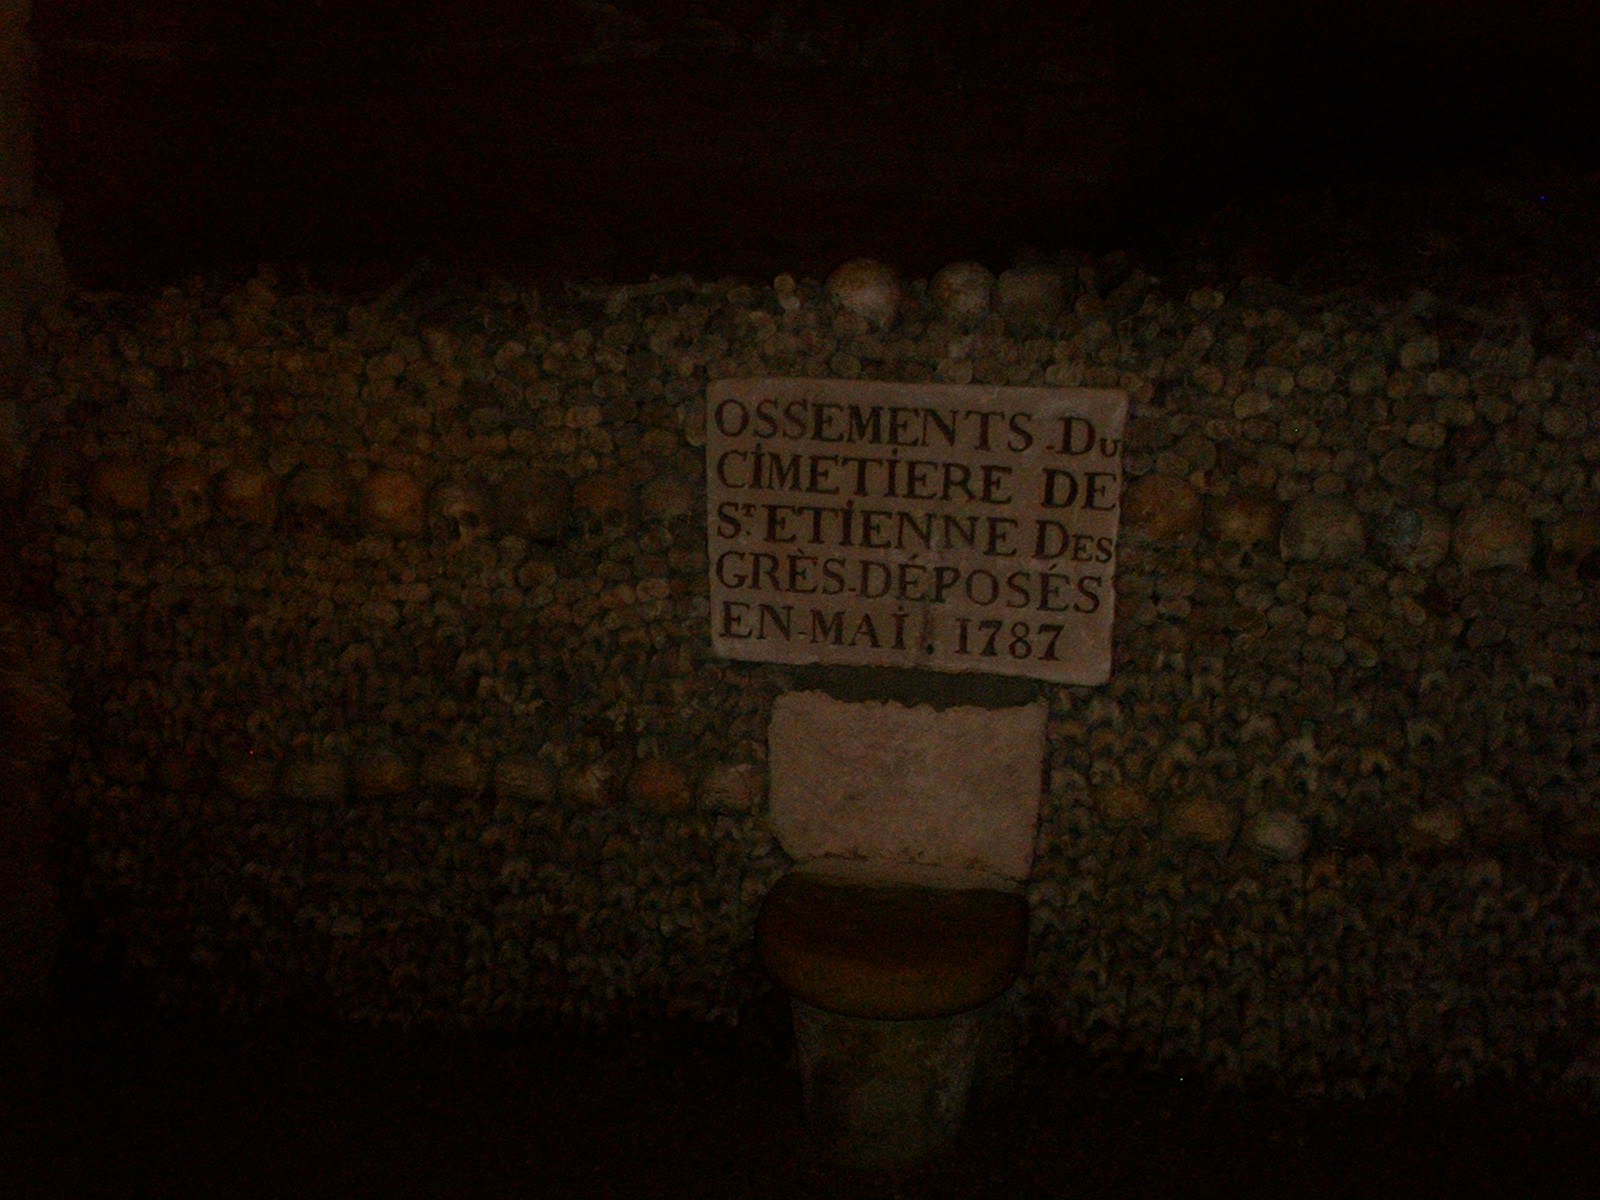 OSSEMENTS DU
CIMETIERE DE
ST. ETIENNE DES
GRÈS-DÉPOSÉS
EN-MAI. 1787